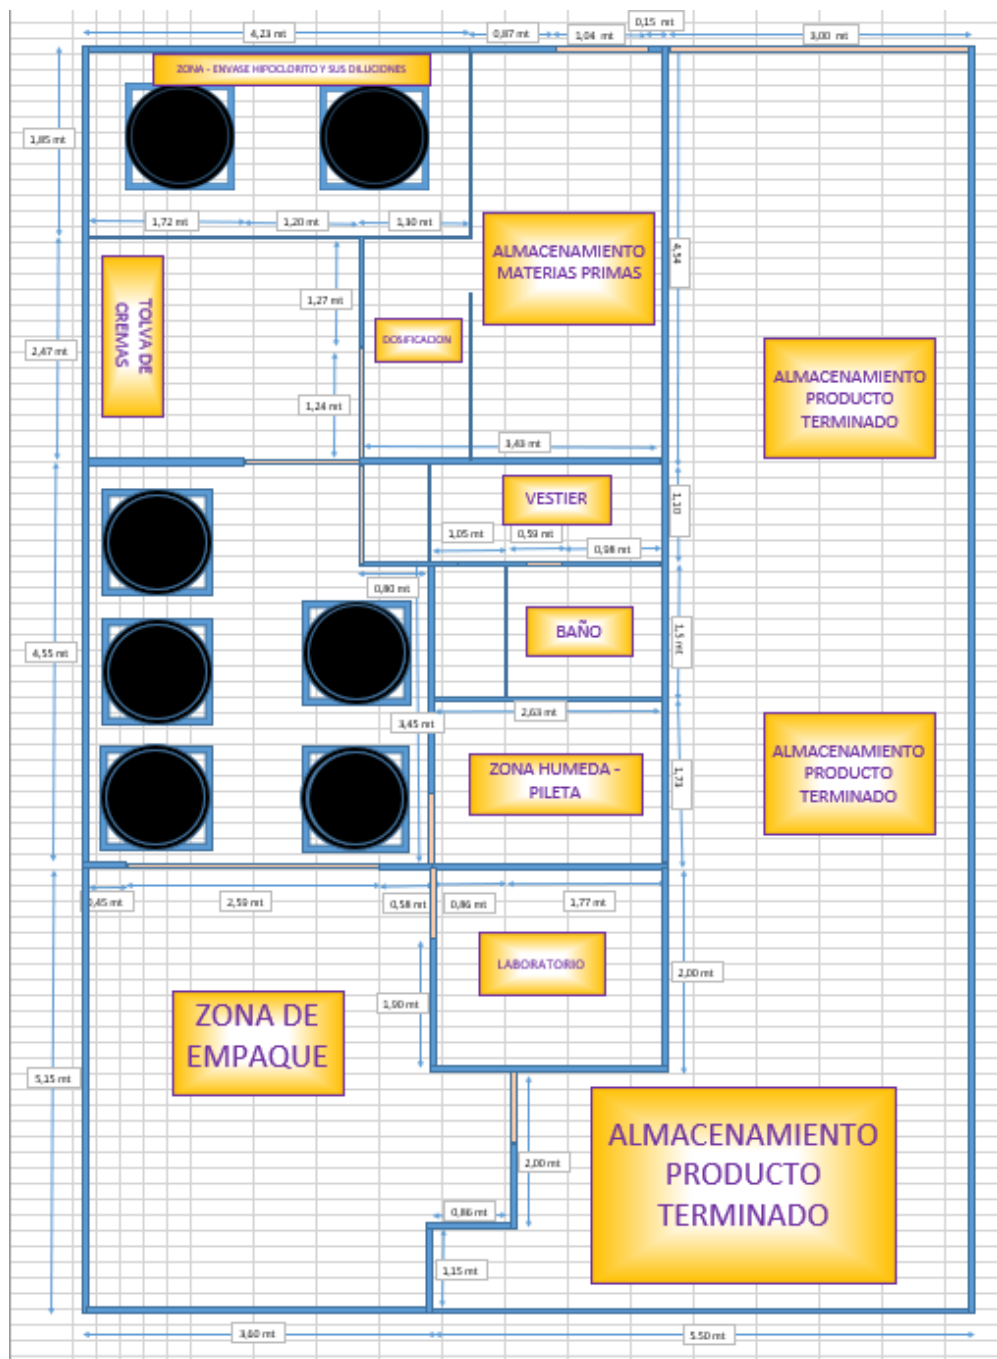 0,15 mt
4,23 mt
0,87 mt
1,04 mt
3,00 mt
ZONA - ENVASE HIPOCLORITO Y SUS DILUCIONES
1,85 mt
1,72 mt
1,20 mt
1,30 mt
ALMACENAMIENTO
MATERIAS PRIMAS
4,54
TOLVA DE
CREMAS
1,27 mt
DOSIFICACION
2,47 mt
ALMACENAMIENTO
PRODUCTO
TERMINADO
1,24 mt
3,43 mt
VESTIER
1,10
1,05 mt
0,59 mt
0,98 mt
0,80 mt
BAÑO
1,5 mt
4,55 mt
2,63 mt
3,45 mt
ZONA HUMEDA –
PILETA
1,73
ALMACENAMIENTO
PRODUCTO
TERMINADO
0,45 mt
2,59 mt
0,58 mt
0,86 mt
1,77 mt
LABORATORIO
2,00 mt
1,90 mt
ZONA DE
EMPAQUE
5,15 mt
ALMACENAMIENTO
PRODUCTO
TERMINADO
2,00 mt
0,86 mt
1,15 mt
3,80 mt
5.50 mt